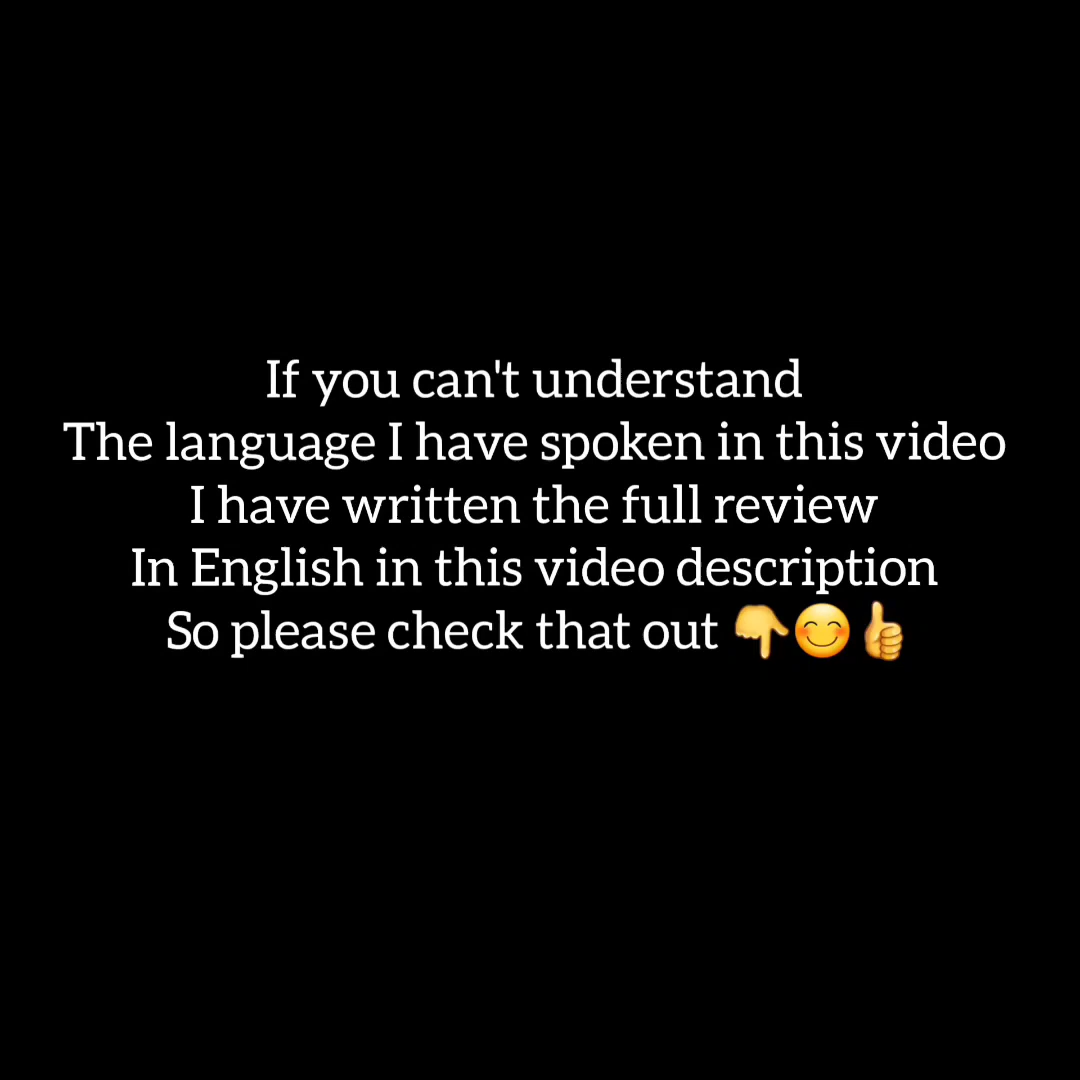 If you can't understand
The language I have spoken in this video
I have written the full review
In English in this video description
So please check that out 👇😊👍